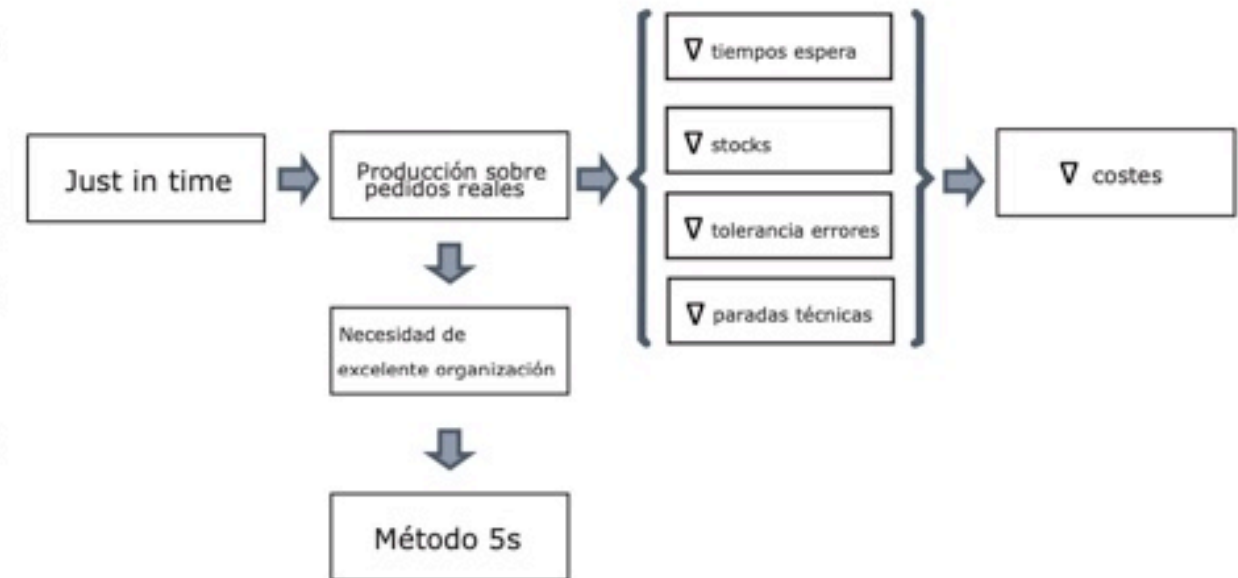 Just in time
Producción sobre
pedidos reales
∇ tiempos espera
∇ stocks
∇ tolerancia errores
∇ paradas técnicas
∇ costes
Necesidad de
excelente organización
Método 5s